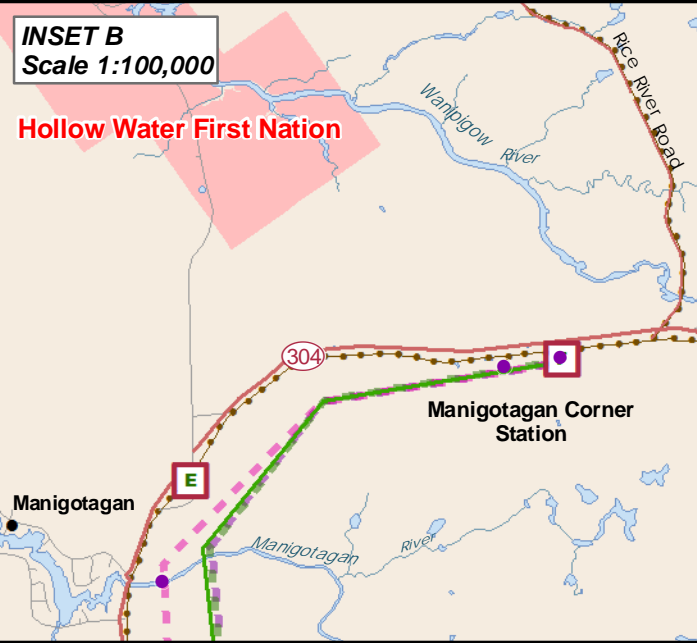 INSET B
Scale 1:100,000
Hollow Water First Nation
Wanipigow
River
Rice River Road
304
Manigotagan Corner
Station
E
Manigotagan
Manigotagan
River